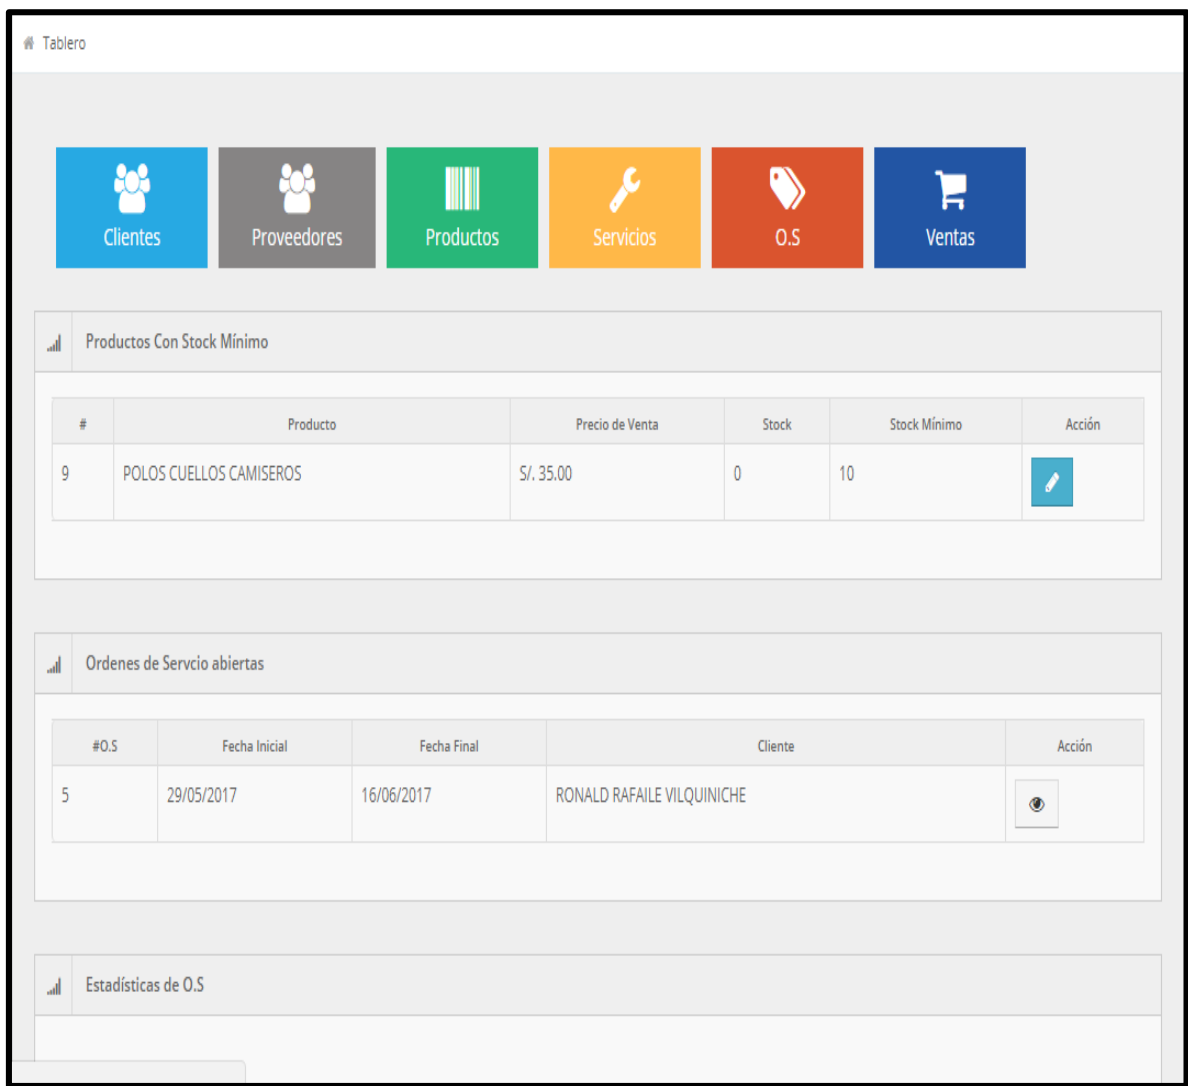 Tablero
Clientes Proveedores Productos Servicios O.S Ventas
Productos Con Stock Mínimo
# Producto Precio de Venta Stock Stock Mínimo Acción
9 POLOS CUELLOS CAMISEROS S/. 35.00 0 10
Ordenes de Servcio abiertas
#O.S Fecha Inicial Fecha Final Cliente Acción
5 29/05/2017 16/06/2017 RONALD RAFAILE VILQUINICHE
Estadísticas de O.S